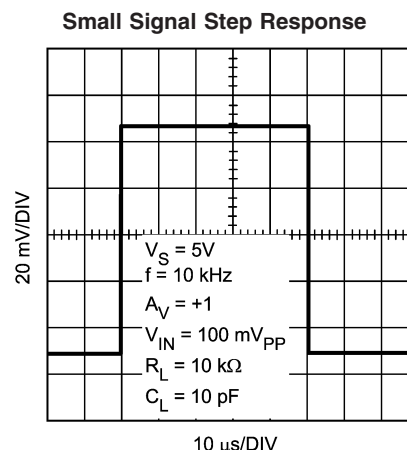 Small Signal Step Response
20 mV/DIV
V_S = 5V
f = 10 kHz
A_V = +1
V_IN = 100 mV_PP
R_L = 10 kΩ
C_L = 10 pF
10 µs/DIV